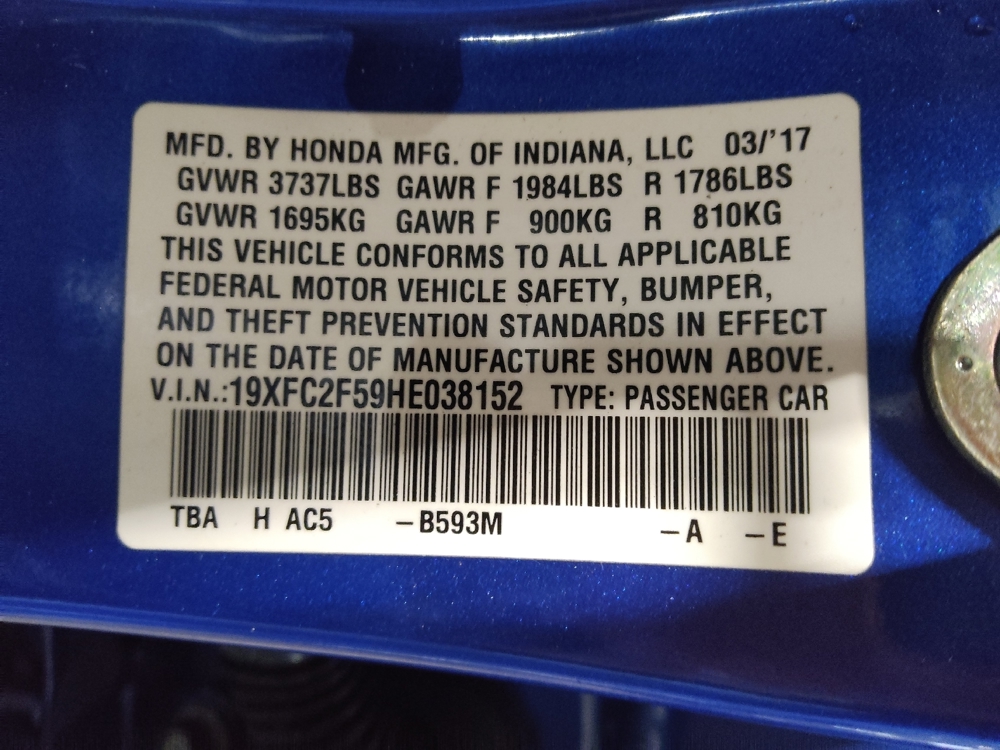 MFD. BY HONDA MFG. OF INDIANA, LLC 03/'17
GVWR 3737LBS GAWR F 1984LBS R 1786LBS
GVWR 1695KG GAWR F 900KG R 810KG
THIS VEHICLE CONFORMS TO ALL APPLICABLE
FEDERAL MOTOR VEHICLE SAFETY, BUMPER,
AND THEFT PREVENTION STANDARDS IN EFFECT
ON THE DATE OF MANUFACTURE SHOWN ABOVE.
V.I.N.:19XFC2F59HE038152 TYPE: PASSENGER CAR
TBA H AC5 –B593M –A –E